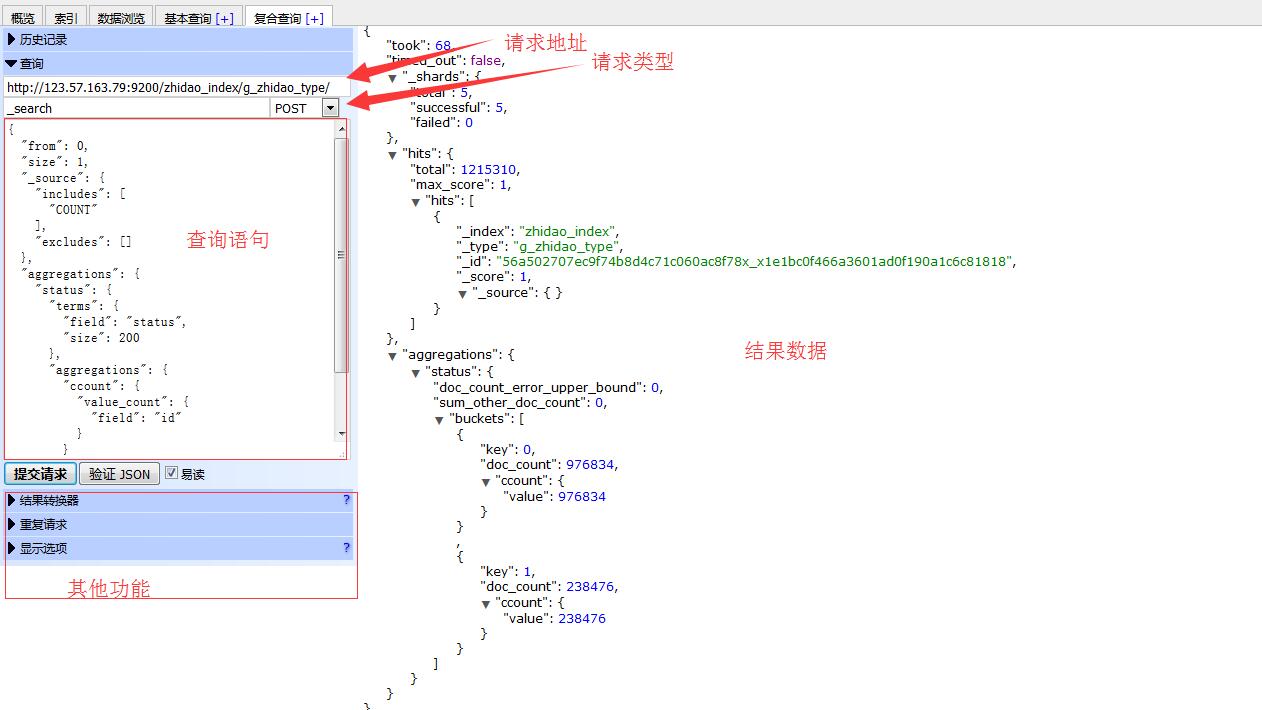 概览 索引 数据浏览 基本查询 [+] 复合查询 [+]
历史记录
查询
http://123.57.163.79:9200/zhidao_index/g_zhidao_type/
_search POST
{
"from": 0,
"size": 1,
"_source": {
"includes": [
"COUNT"
],
"excludes": []
},
"aggregations": {
"status": {
"terms": {
"field": "status",
"size": 200
},
"aggregations": {
"ccount": {
"value_count": {
"field": "id"
}
}
查询语句
提交请求 验证 JSON 易读
结果转换器 ?
重复请求
显示选项 ?
其他功能
请求地址
请求类型
{
"took": 68,
"timed_out": false,
"_shards": {
"total": 5,
"successful": 5,
"failed": 0
},
"hits": {
"total": 1215310,
"max_score": 1,
"hits": [
{
"_index": "zhidao_index",
"_type": "g_zhidao_type",
"_id": "56a502707ec9f74b8d4c71c060ac8f78x_x1e1bc0f466a3601ad0f190a1c6c81818",
"_score": 1,
"_source": { }
}
]
},
"aggregations": {
"status": {
"doc_count_error_upper_bound": 0,
"sum_other_doc_count": 0,
"buckets": [
{
"key": 0,
"doc_count": 976834,
"ccount": {
"value": 976834
}
}
,
{
"key": 1,
"doc_count": 238476,
"ccount": {
"value": 238476
}
}
]
}
}
}
结果数据